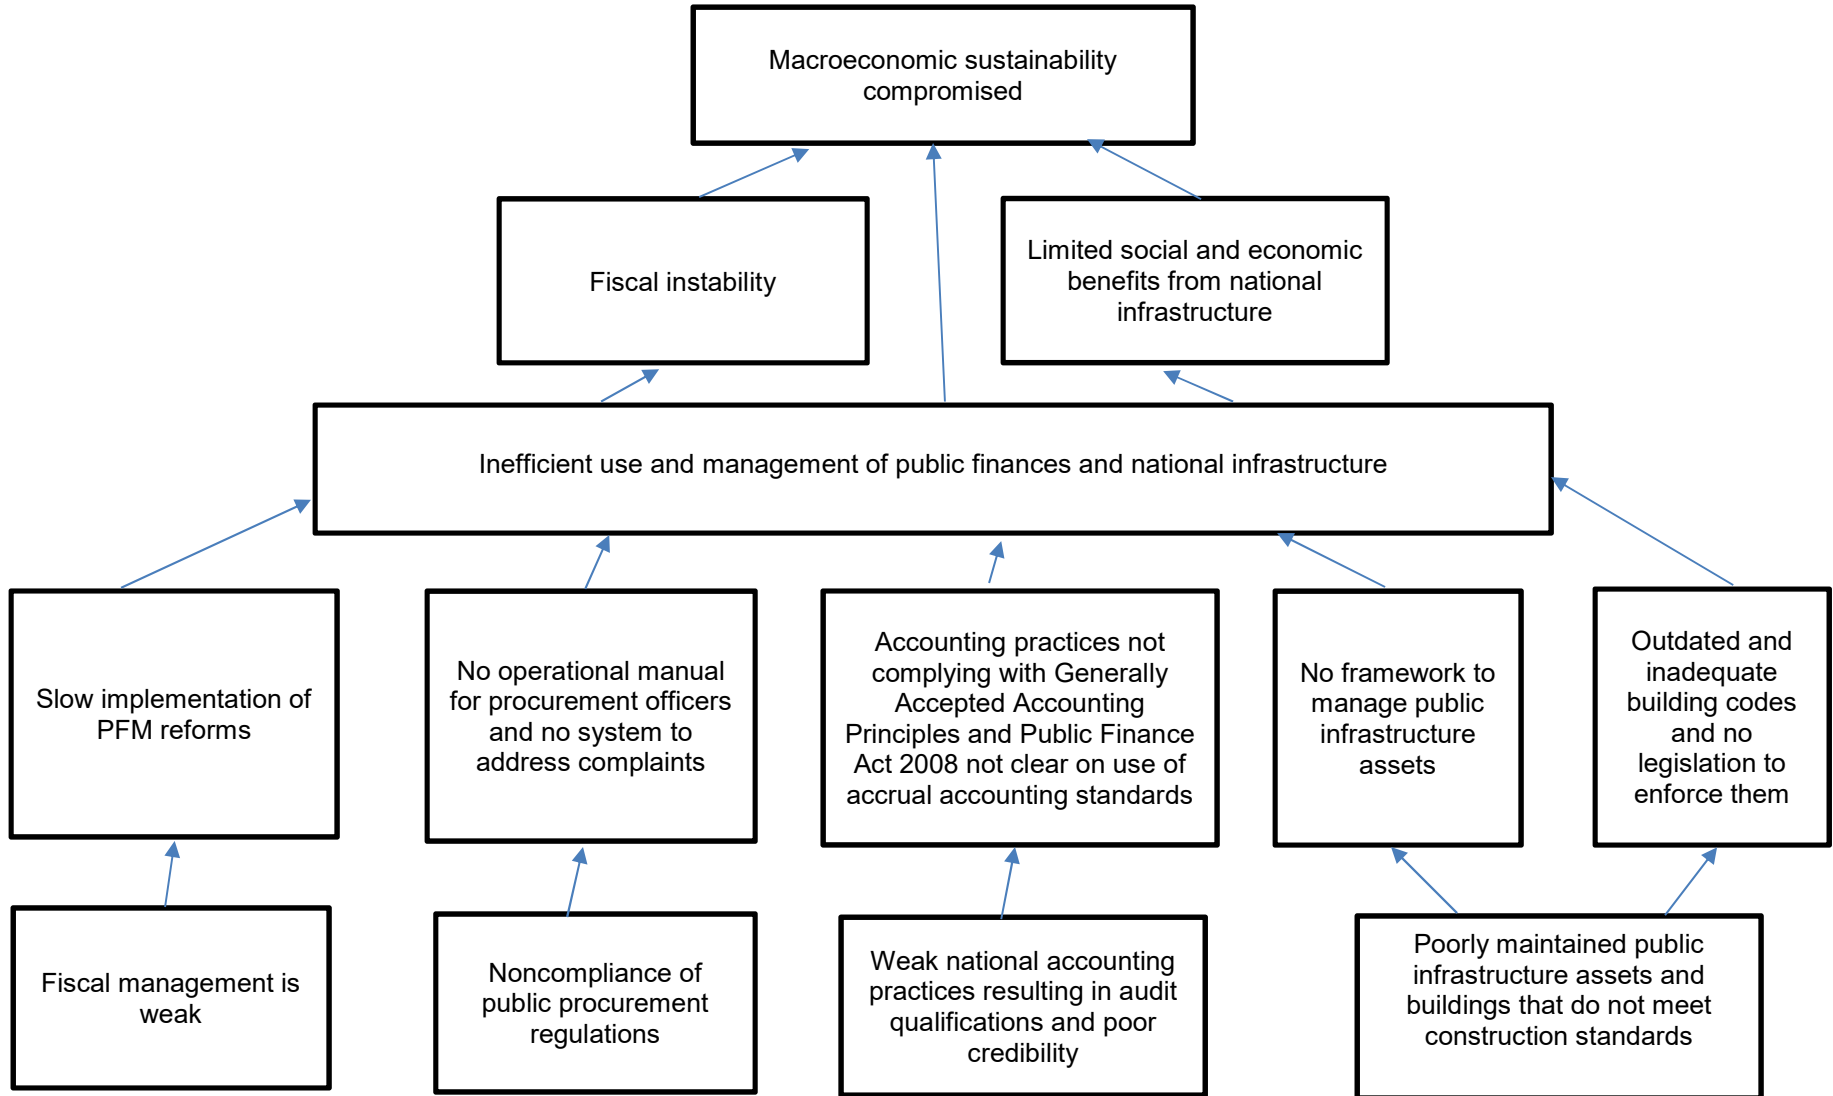 Macroeconomic sustainability
compromised
Fiscal instability
Limited social and economic
benefits from national
infrastructure
Inefficient use and management of public finances and national infrastructure
Slow implementation of
PFM reforms
No operational manual
for procurement officers
and no system to
address complaints
Accounting practices not
complying with Generally
Accepted Accounting
Principles and Public Finance
Act 2008 not clear on use of
accrual accounting standards
No framework to
manage public
infrastructure
assets
Outdated and
inadequate
building codes
and no
legislation to
enforce them
Fiscal management is
weak
Noncompliance of
public procurement
regulations
Weak national accounting
practices resulting in audit
qualifications and poor
credibility
Poorly maintained public
infrastructure assets and
buildings that do not meet
construction standards